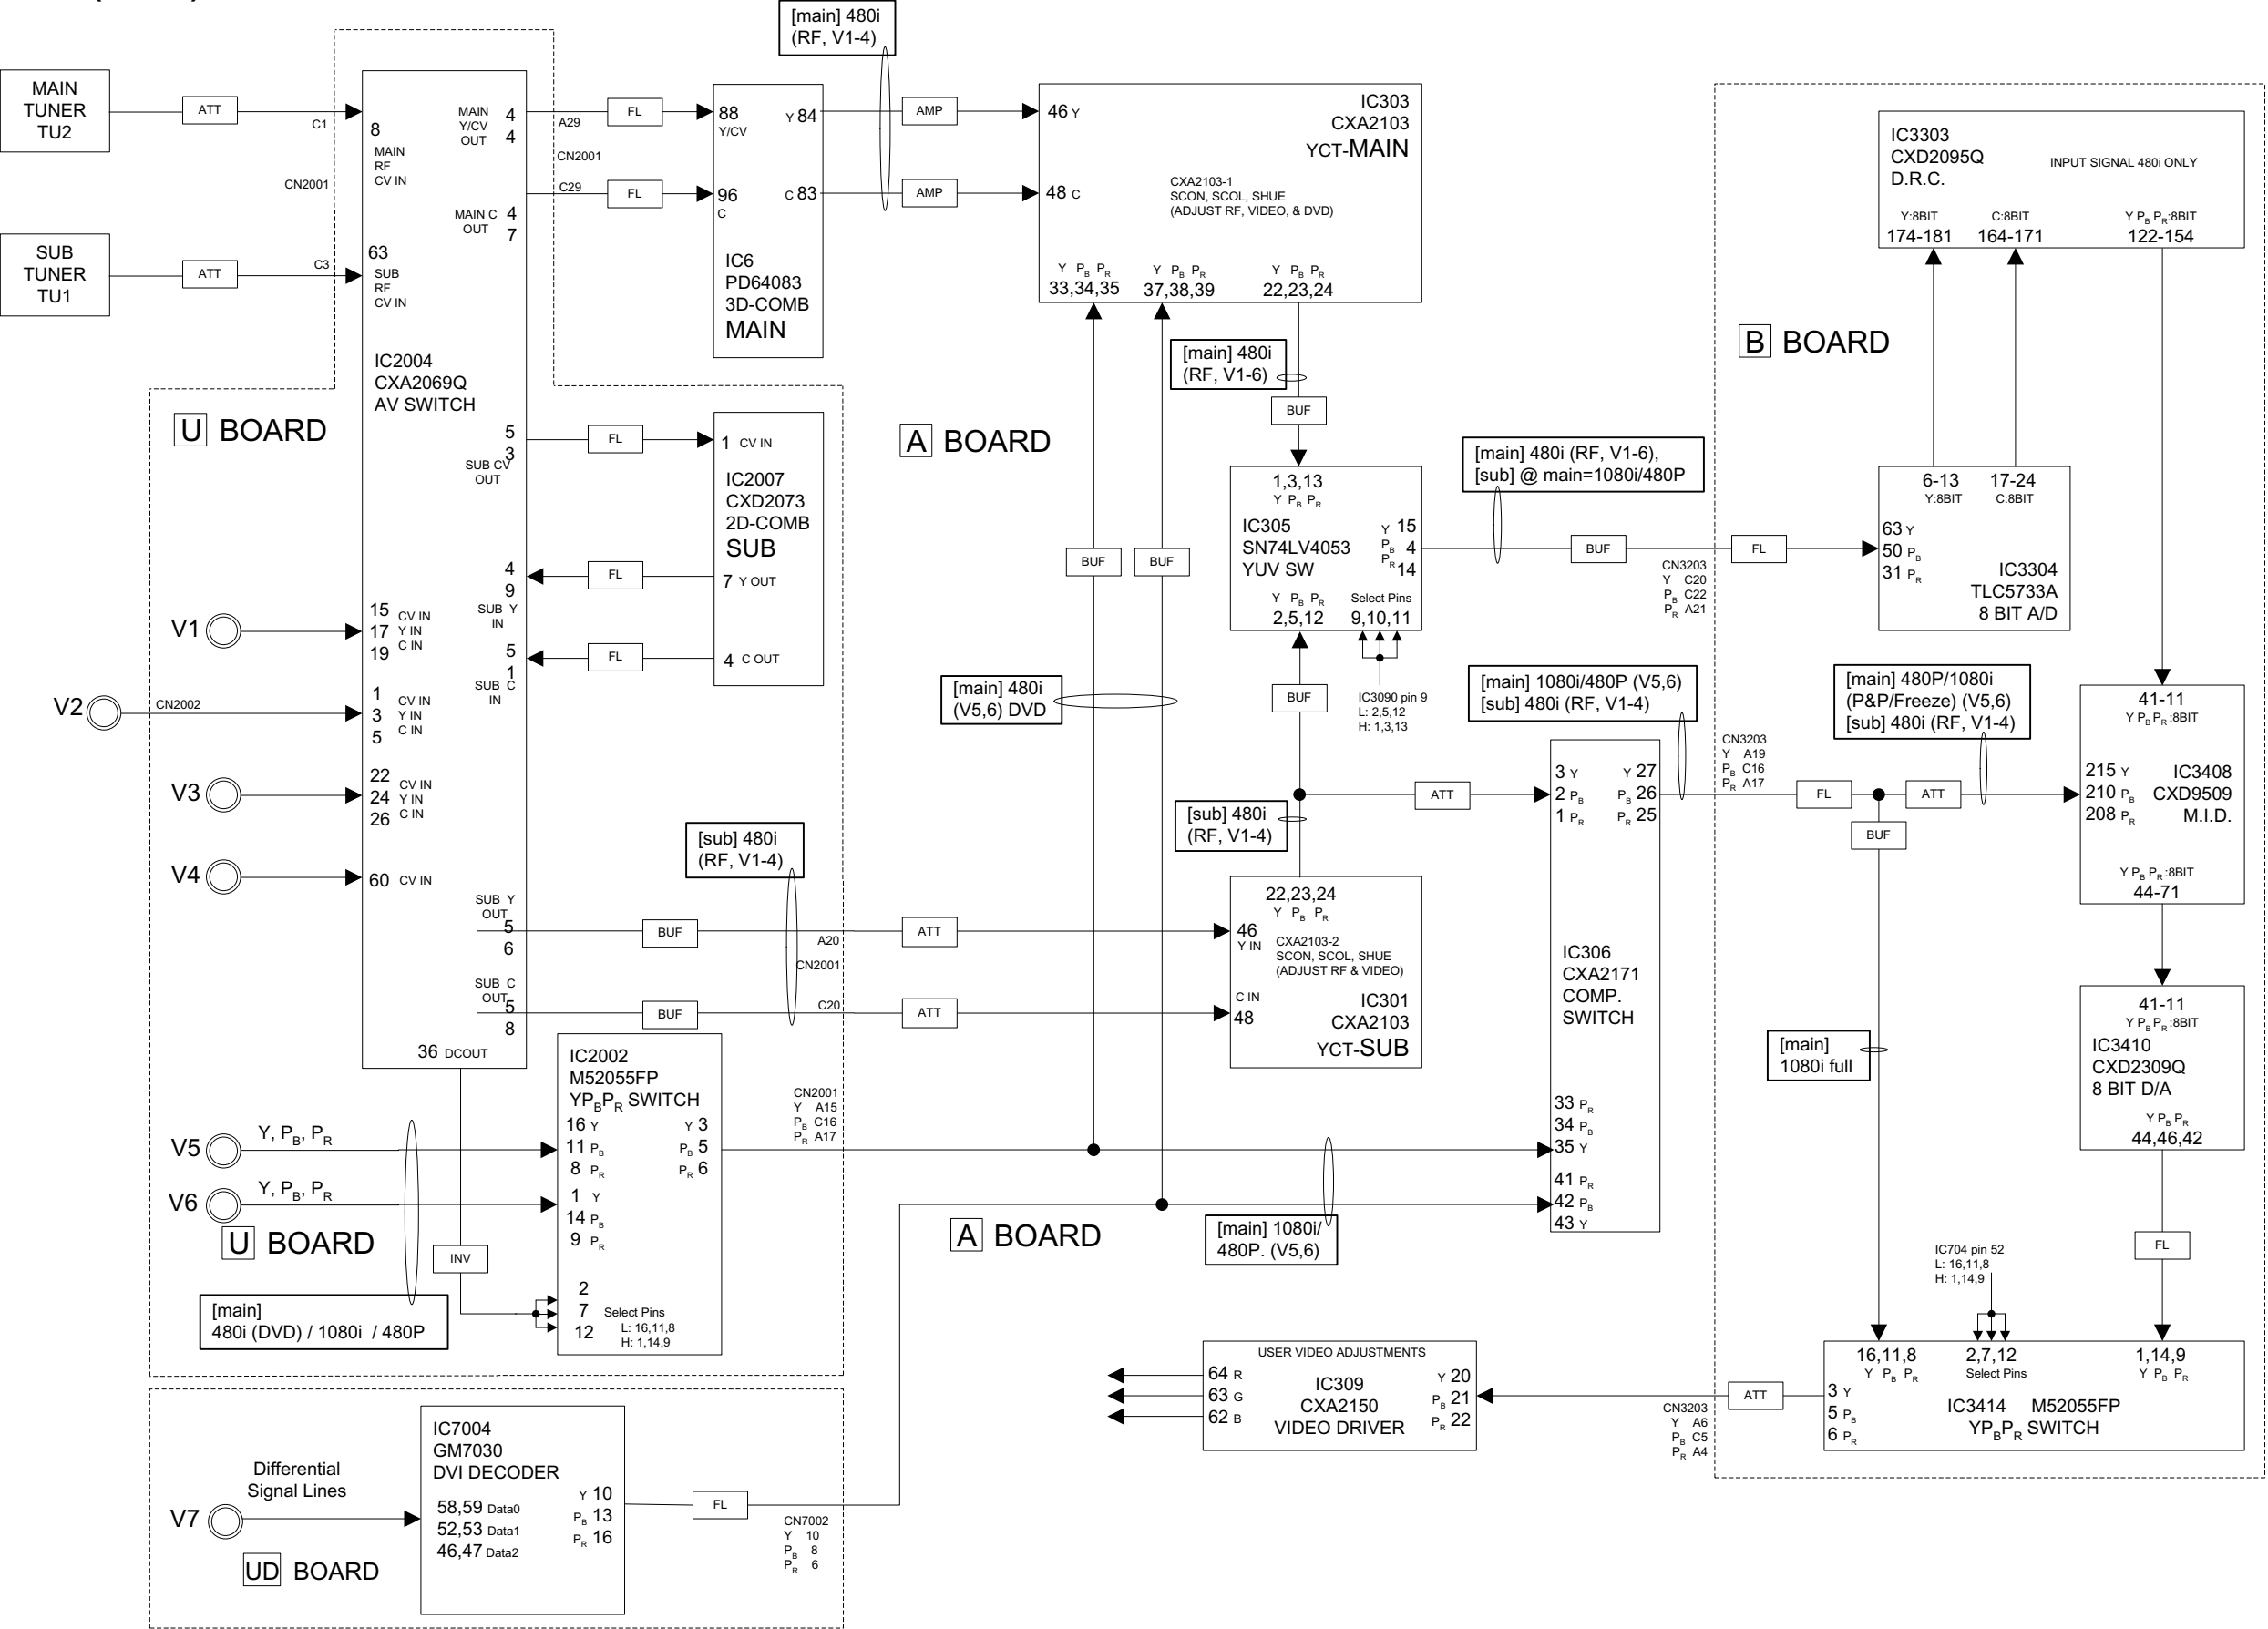 [main] 480i
(RF, V1-4)
MAIN
TUNER
TU2
ATT
C1
CN2001
SUB
TUNER
TU1
ATT
C3
8
MAIN
RF
CV IN
63
SUB
RF
CV IN
MAIN
Y/CV
OUT
4
4
MAIN C
OUT
4
7
IC2004
CXA2069Q
AV SWITCH
A29
CN2001
C29
FL
FL
88
Y/CV
96
C
Y 84
C 83
IC6
PD64083
3D-COMB
MAIN
AMP
AMP
46 Y
48 C
IC303
CXA2103
YCT-MAIN
CXA2103-1
SCON, SCOL, SHUE
(ADJUST RF, VIDEO, & DVD)
Y PB PR
33,34,35
Y PB PR
37,38,39
Y PB PR
22,23,24
IC3303
CXD2095Q
D.R.C.
INPUT SIGNAL 480i ONLY
Y:8BIT
174-181
C:8BIT
164-171
Y PB PR:8BIT
122-154
B BOARD
U BOARD
A BOARD
5
3
SUB CV
OUT
FL
1 CV IN
IC2007
CXD2073
2D-COMB
SUB
7 Y OUT
4 C OUT
4
9
SUB Y
IN
FL
5
1
SUB C
IN
FL
[main] 480i
(RF, V1-6)
BUF
1,3,13
Y PB PR
IC305
SN74LV4053
YUV SW
Y 15
PB 4
PR 14
Y PB PR
2,5,12
Select Pins
9,10,11
IC3090 pin 9
L: 2,5,12
H: 1,3,13
BUF
BUF
BUF
[main] 480i (RF, V1-6),
[sub] @ main=1080i/480P
BUF
CN3203
Y C20
PB C22
PR A21
FL
6-13
Y:8BIT
17-24
C:8BIT
63 Y
50 PB
31 PR
IC3304
TLC5733A
8 BIT A/D
V1
15 CV IN
17 Y IN
19 C IN
V2
CN2002
1 CV IN
3 Y IN
5 C IN
V3
22 CV IN
24 Y IN
26 C IN
V4
60 CV IN
[main] 480i
(V5,6) DVD
[main] 1080i/480P (V5,6)
[sub] 480i (RF, V1-4)
[main] 480P/1080i
(P&P/Freeze) (V5,6)
[sub] 480i (RF, V1-4)
CN3203
Y A19
PB C16
PR A17
FL
ATT
BUF
41-11
Y PB PR:8BIT
215 Y
210 PB
208 PR
IC3408
CXD9509
M.I.D.
Y PB PR:8BIT
44-71
ATT
3 Y
2 PB
1 PR
Y 27
PB 26
PR 25
IC306
CXA2171
COMP.
SWITCH
33 PR
34 PB
35 Y
41 PR
42 PB
43 Y
[sub] 480i
(RF, V1-4)
[sub] 480i
(RF, V1-4)
SUB Y
OUT
5
6
BUF
A20
CN2001
ATT
SUB C
OUT
5
8
BUF
C20
ATT
22,23,24
Y PB PR
46
Y IN
CXA2103-2
SCON, SCOL, SHUE
(ADJUST RF & VIDEO)
C IN
48
IC301
CXA2103
YCT-SUB
36 DCOUT
IC2002
M52055FP
YPBPR SWITCH
16 Y
11 PB
8 PR
1 Y
14 PB
9 PR
Y 3
PB 5
PR 6
2
7
12
Select Pins
L: 16,11,8
H: 1,14,9
CN2001
Y A15
PB C16
PR A17
V5
Y, PB, PR
V6
Y, PB, PR
U BOARD
INV
[main]
480i (DVD) / 1080i / 480P
A BOARD
[main] 1080i/
480P. (V5,6)
[main]
1080i full
41-11
Y PB PR:8BIT
IC3410
CXD2309Q
8 BIT D/A
Y PB PR
44,46,42
FL
IC704 pin 52
L: 16,11,8
H: 1,14,9
16,11,8
Y PB PR
2,7,12
Select Pins
1,14,9
Y PB PR
3 Y
5 PB
6 PR
IC3414 M52055FP
YPBPR SWITCH
ATT
CN3203
Y A6
PB C5
PR A4
USER VIDEO ADJUSTMENTS
64 R
63 G
62 B
IC309
CXA2150
VIDEO DRIVER
Y 20
PB 21
PR 22
IC7004
GM7030
DVI DECODER
58,59 Data0
52,53 Data1
46,47 Data2
Y 10
PB 13
PR 16
Differential
Signal Lines
V7
UD BOARD
FL
CN7002
Y 10
PB 8
PR 6